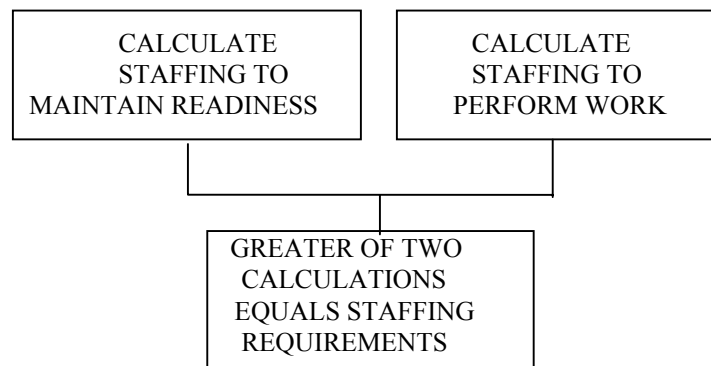 CALCULATE
STAFFING TO
MAINTAIN READINESS
CALCULATE
STAFFING TO
PERFORM WORK
GREATER OF TWO
CALCULATIONS
EQUALS STAFFING
REQUIREMENTS